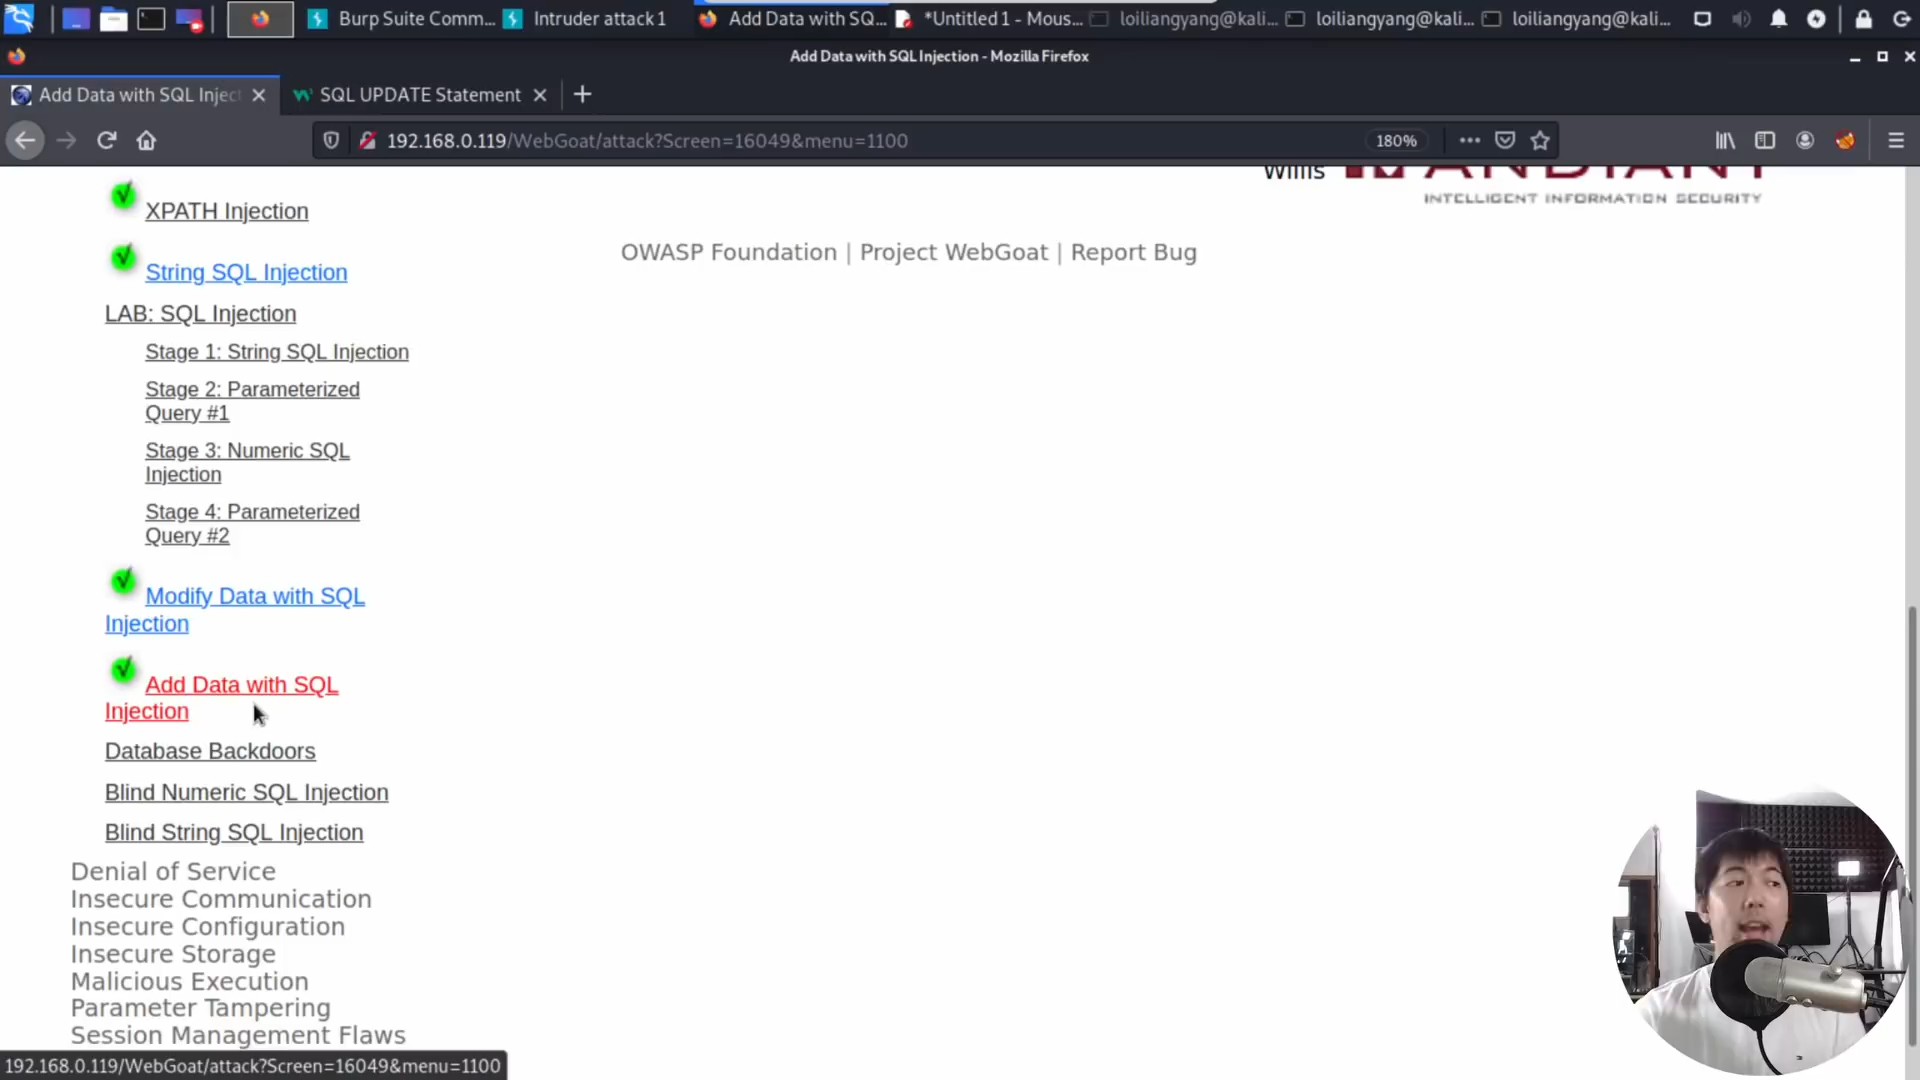 Burp Suite Comm...
Intruder attack 1
Add Data with SQ...
*Untitled 1 - Mous...
loiliangyang@kali...
loiliangyang@kali...
loiliangyang@kali...
Add Data with SQL Injection - Mozilla Firefox
Add Data with SQL Inject
SQL UPDATE Statement
192.168.0.119/WebGoat/attack?Screen=16049&menu=1100
180%
Willis
MANDIANT
INTELLIGENT INFORMATION SECURITY
XPATH Injection
OWASP Foundation | Project WebGoat | Report Bug
String SQL Injection
LAB: SQL Injection
Stage 1: String SQL Injection
Stage 2: Parameterized
Query #1
Stage 3: Numeric SQL
Injection
Stage 4: Parameterized
Query #2
Modify Data with SQL
Injection
Add Data with SQL
Injection
Database Backdoors
Blind Numeric SQL Injection
Blind String SQL Injection
Denial of Service
Insecure Communication
Insecure Configuration
Insecure Storage
Malicious Execution
Parameter Tampering
Session Management Flaws
192.168.0.119/WebGoat/attack?Screen=16049&menu=1100